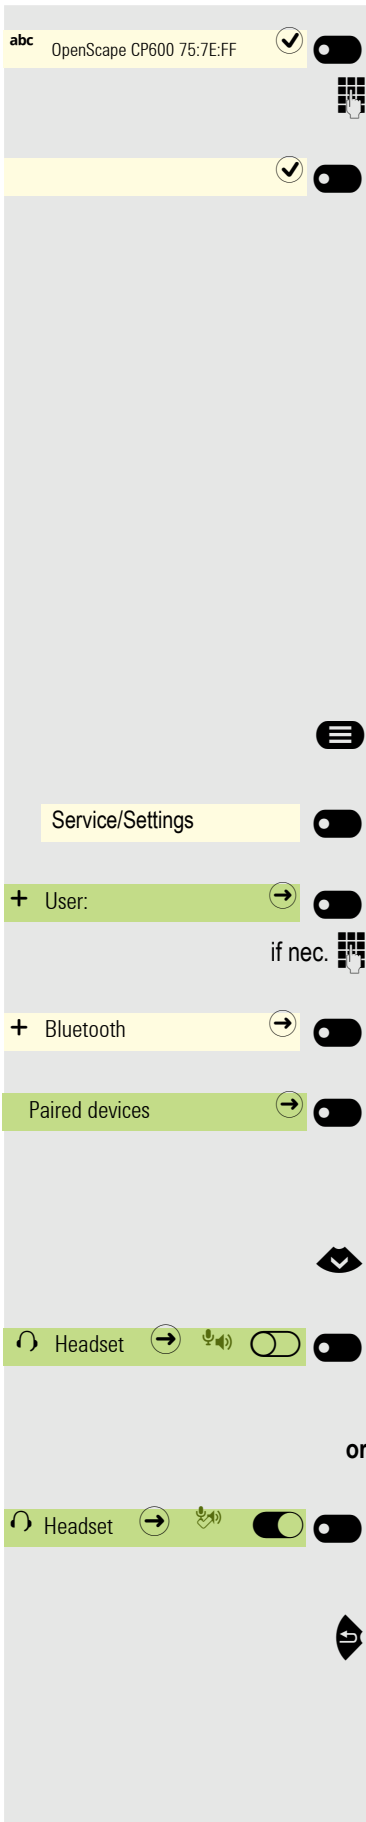 abc
OpenScape CP600 75:7E:FF
Service/Settings
+ User:
if nec.
+ Bluetooth
Paired devices
Headset
or
Headset